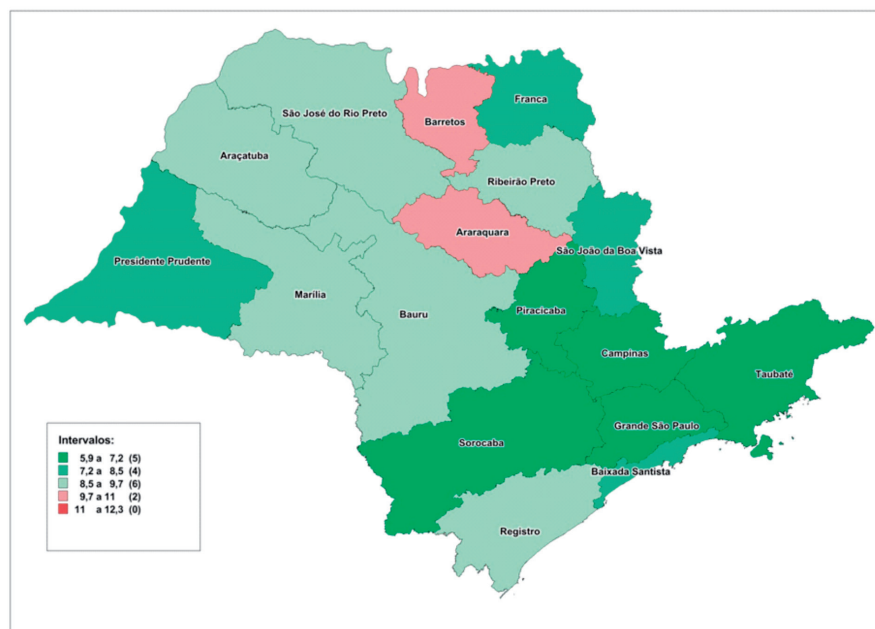 Franca
São José do Rio Preto
Barretos
Araçatuba
Ribeirão Preto
Araraquara
São João da Boa Vista
Presidente Prudente
Marília
Bauru
Piracicaba
Campinas
Taubaté
Grande São Paulo
Sorocaba
Baixada Santista
Registro
Intervalos:
5,9 a 7,2 (5)
7,2 a 8,5 (4)
8,5 a 9,7 (6)
9,7 a 11 (2)
11 a 12,3 (0)